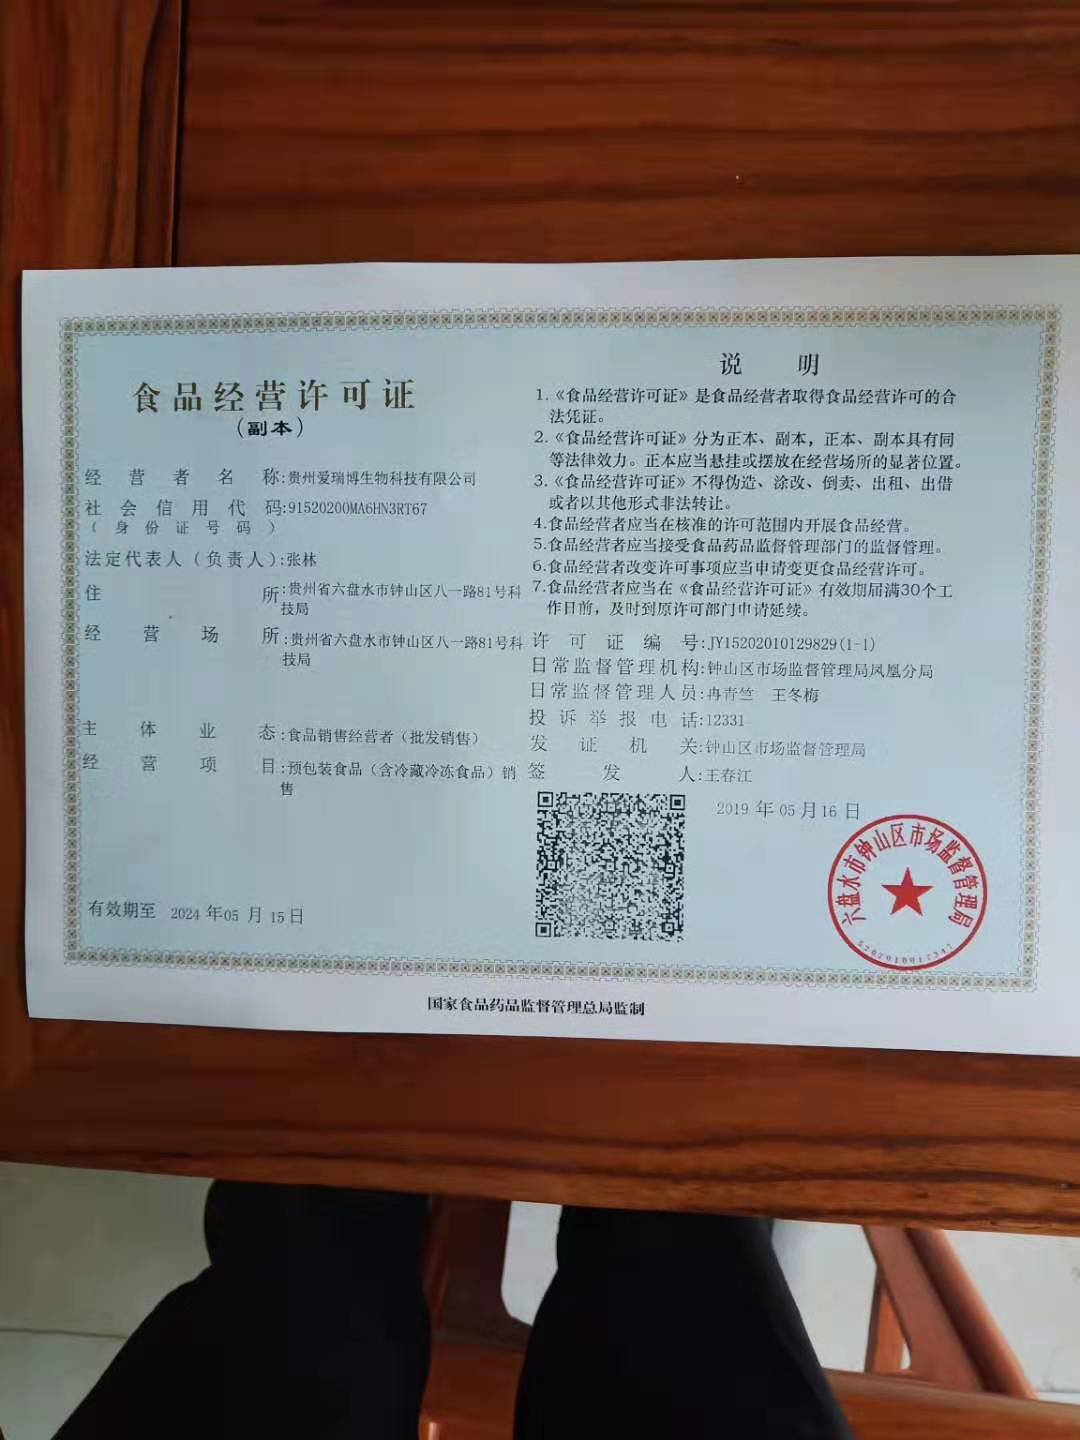 食品经营许可证
（副本）
经营者名称:贵州爱瑞博生物科技有限公司
社会信用代码:91520200MA6HN3RT67
（身份证号码）
法定代表人（负责人）:张林
住所:贵州省六盘水市钟山区八一路81号科
技局
经营场所:贵州省六盘水市钟山区八一路81号科
技局
主体业态:食品销售经营者（批发销售）
经营项目:预包装食品（含冷藏冷冻食品）销
售
有效期至 2024 年05 月 15日
说明
1.《食品经营许可证》是食品经营者取得食品经营许可的合
法凭证。
2.《食品经营许可证》分为正本、副本，正本、副本具有同
等法律效力。正本应当悬挂或摆放在经营场所的显著位置。
3.《食品经营许可证》不得伪造、涂改、倒卖、出租、出借
或者以其他形式非法转让。
4.食品经营者应当在核准的许可范围内开展食品经营。
5.食品经营者应当接受食品药品监督管理部门的监督管理。
6.食品经营者改变许可事项应当申请变更食品经营许可。
7.食品经营者应当在《食品经营许可证》有效期届满30个工
作日前，及时到原许可部门申请延续。
许可证编号:JY15202010129829(1-1)
日常监督管理机构:钟山区市场监督管理局凤凰分局
日常监督管理人员:冉青竺 王冬梅
投诉举报电话:12331
发证机关:钟山区市场监督管理局
签发人:王春江
2019 年 05 月 16 日
六盘水市钟山区市场监督管理局
国家食品药品监督管理总局监制